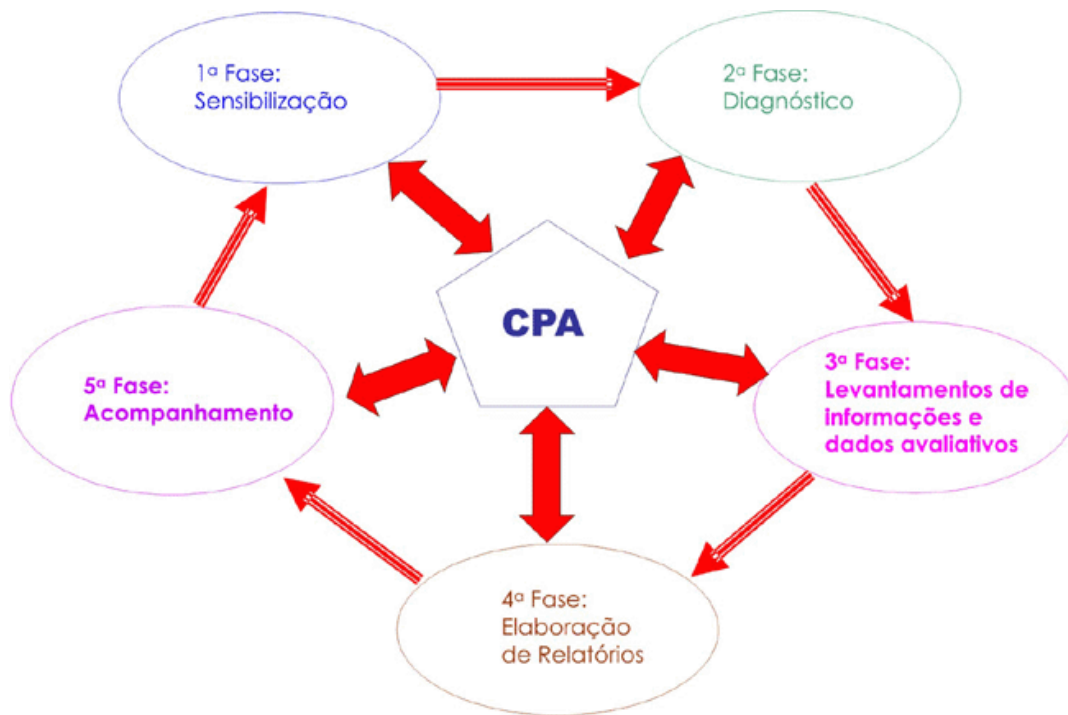 1ª Fase:
Sensibilização
2ª Fase:
Diagnóstico
CPA
3ª Fase:
Levantamentos de
informações e
dados avaliativos
5ª Fase:
Acompanhamento
4ª Fase:
Elaboração
de Relatórios